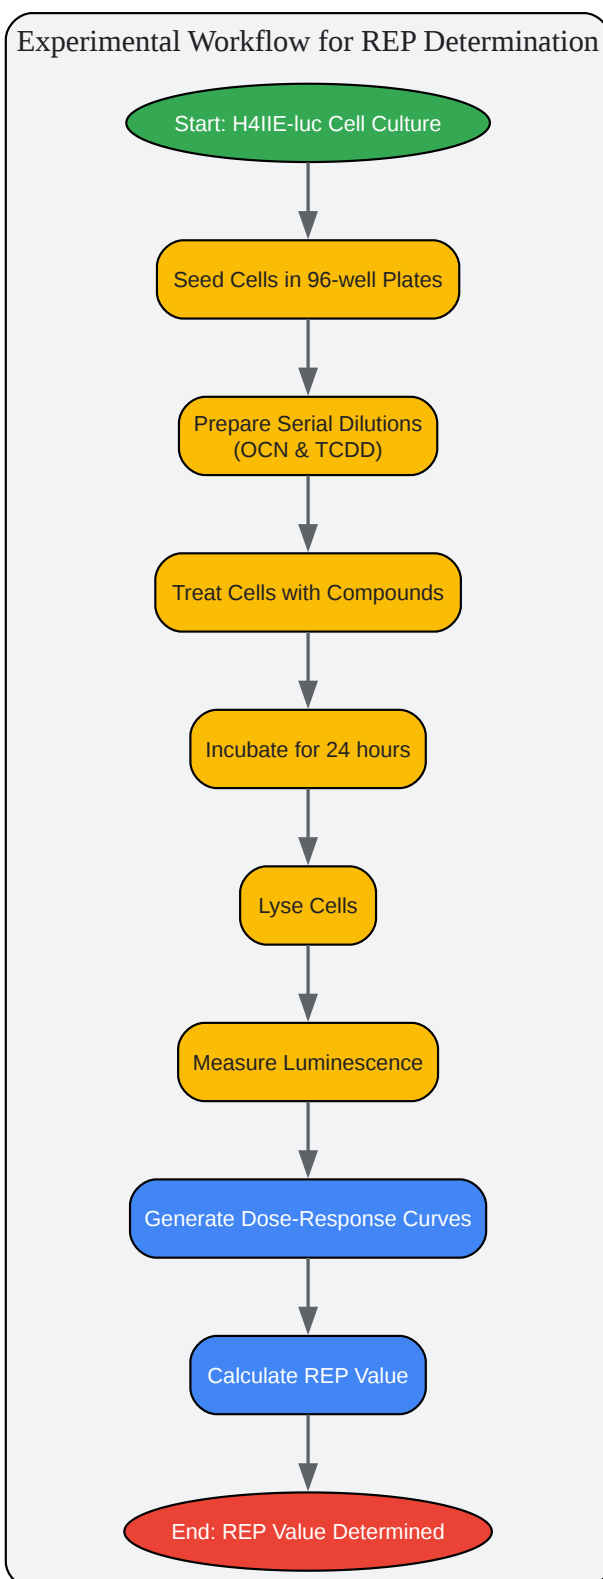 Experimental Workflow for REP Determination
Start: H4IIE-luc Cell Culture
Seed Cells in 96-well Plates
Prepare Serial Dilutions
(OCN & TCDD)
Treat Cells with Compounds
Incubate for 24 hours
Lyse Cells
Measure Luminescence
Generate Dose-Response Curves
Calculate REP Value
End: REP Value Determined